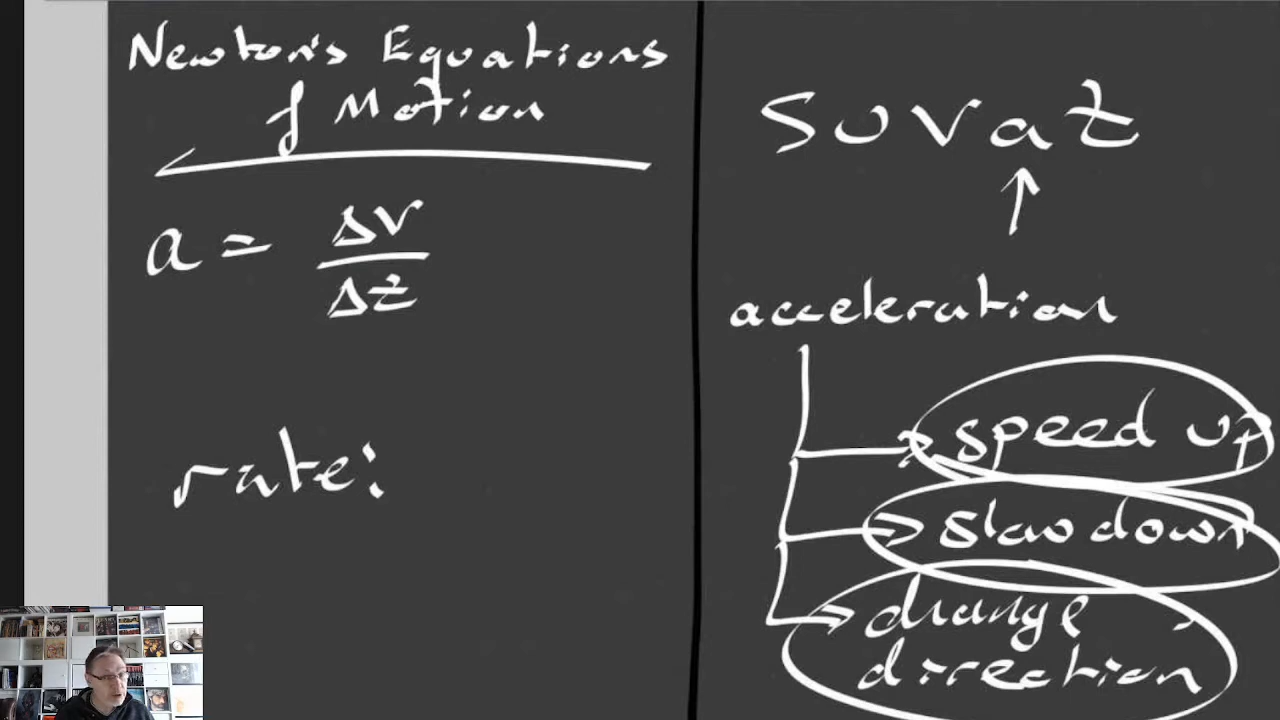 Newton's Equations
of Motion
a = Δv
Δt
rate:
suvat
↑
acceleration
speed up
slow down
change
direction